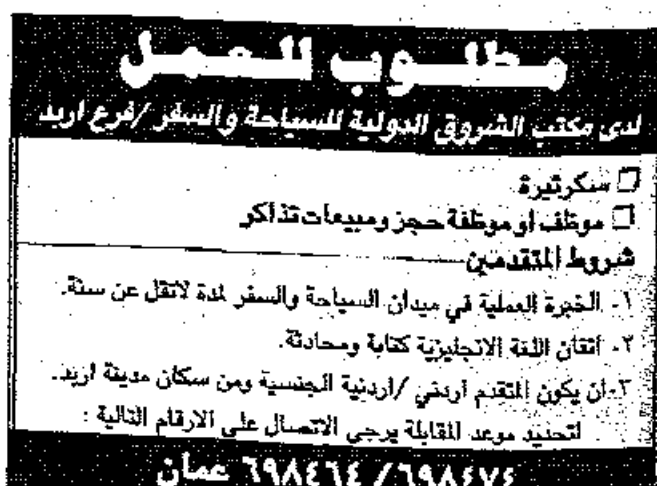 مطلوب للعمل
لدى مكتب الشروق الدولية للسياحة والسفر / فرع اربد
سكرتيرة
موظف او موظفة حجز ومبيعات تذاكر
شروط المتقدمين
١- الخبرة العملية في ميدان السياحة والسفر لمدة لاتقل عن سنة.
٢- اتقان اللغة الانجليزية كتابة ومحادثة.
٣- ان يكون المتقدم اردني / اردنية الجنسية ومن سكان مدينة اربد.
لتحديد موعد المقابلة يرجى الاتصال على الارقام التالية :
٦٩٨٤٧٤ / ٦٩٨٤٦٤ عمان